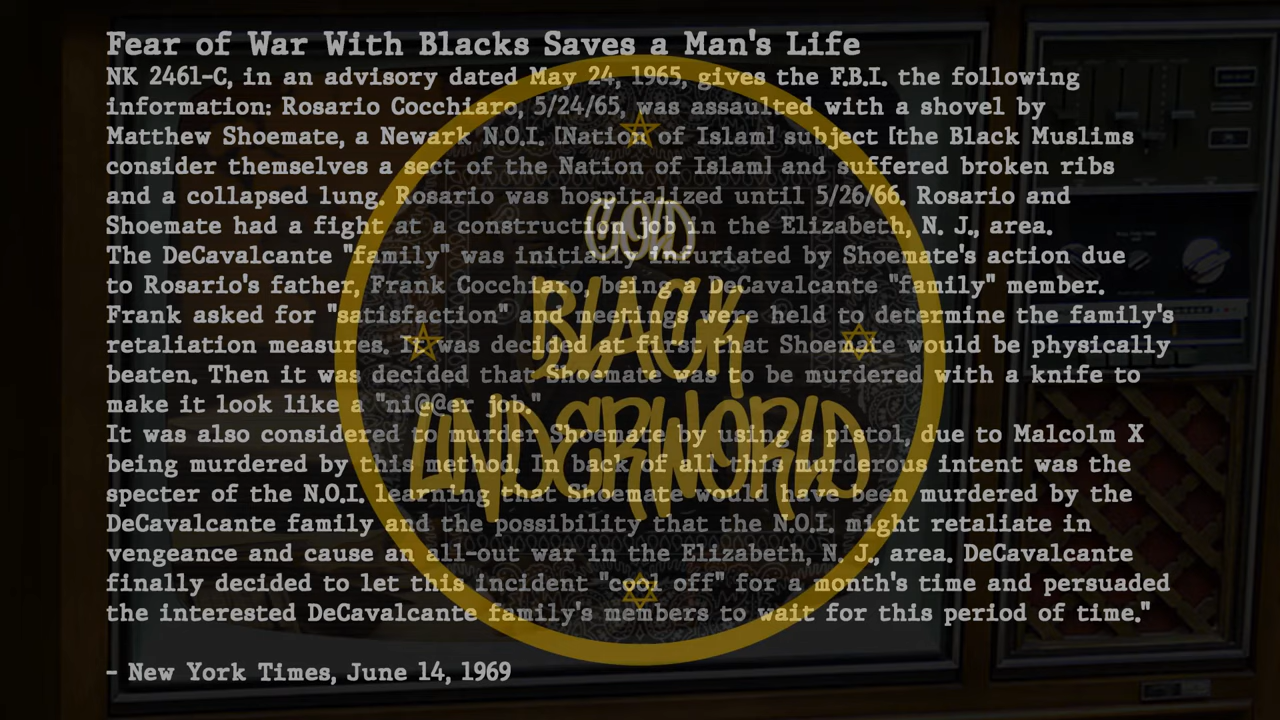 Fear of War With Blacks Saves a Man's Life
NK 2461-C, in an advisory dated May 24, 1965, gives the F.B.I. the following
information: Rosario Cocchiaro, 5/24/65, was assaulted with a shovel by
Matthew Shoemate, a Newark N.O.I. [Nation of Islam] subject [the Black Muslims
consider themselves a sect of the Nation of Islam] and suffered broken ribs
and a collapsed lung. Rosario was hospitalized until 5/26/66. Rosario and
Shoemate had a fight at a construction job in the Elizabeth, N. J., area.
The DeCavalcante "family" was initially infuriated by Shoemate's action due
to Rosario's father, Frank Cocchiaro, being a DeCavalcante "family" member.
Frank asked for "satisfaction" and meetings were held to determine the family's
retaliation measures. It was decided at first that Shoemate would be physically
beaten. Then it was decided that Shoemate was to be murdered with a knife to
make it look like a "ni@@er job."
It was also considered to murder Shoemate by using a pistol, due to Malcolm X
being murdered by this method. In back of all this murderous intent was the
specter of the N.O.I. learning that Shoemate would have been murdered by the
DeCavalcante family and the possibility that the N.O.I. might retaliate in
vengeance and cause an all-out war in the Elizabeth, N. J., area. DeCavalcante
finally decided to let this incident "cool off" for a month's time and persuaded
the interested DeCavalcante family's members to wait for this period of time."
- New York Times, June 14, 1969
BLACK
UNDERWORLD